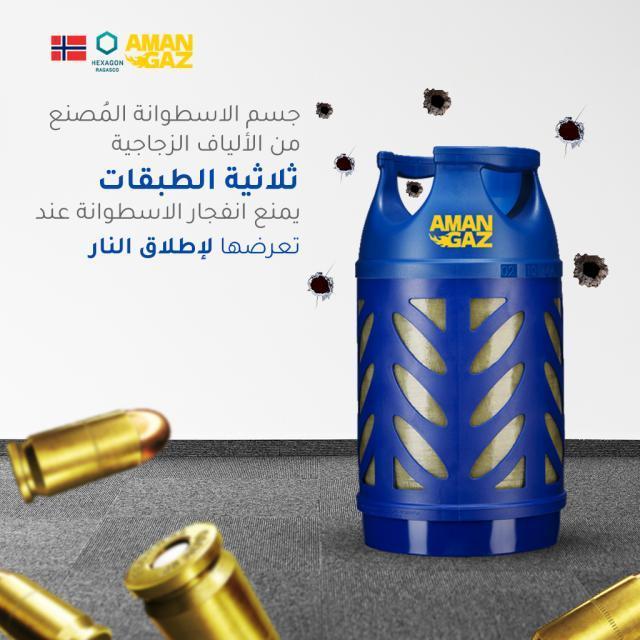 HEXAGON
RAGASCO
AMAN
GAZ
جسم الاسطوانة المُصنع
من الألياف الزجاجية
ثلاثية الطبقات
يمنع انفجار الاسطوانة عند
تعرضها لإطلاق النار
AMAN
GAZ